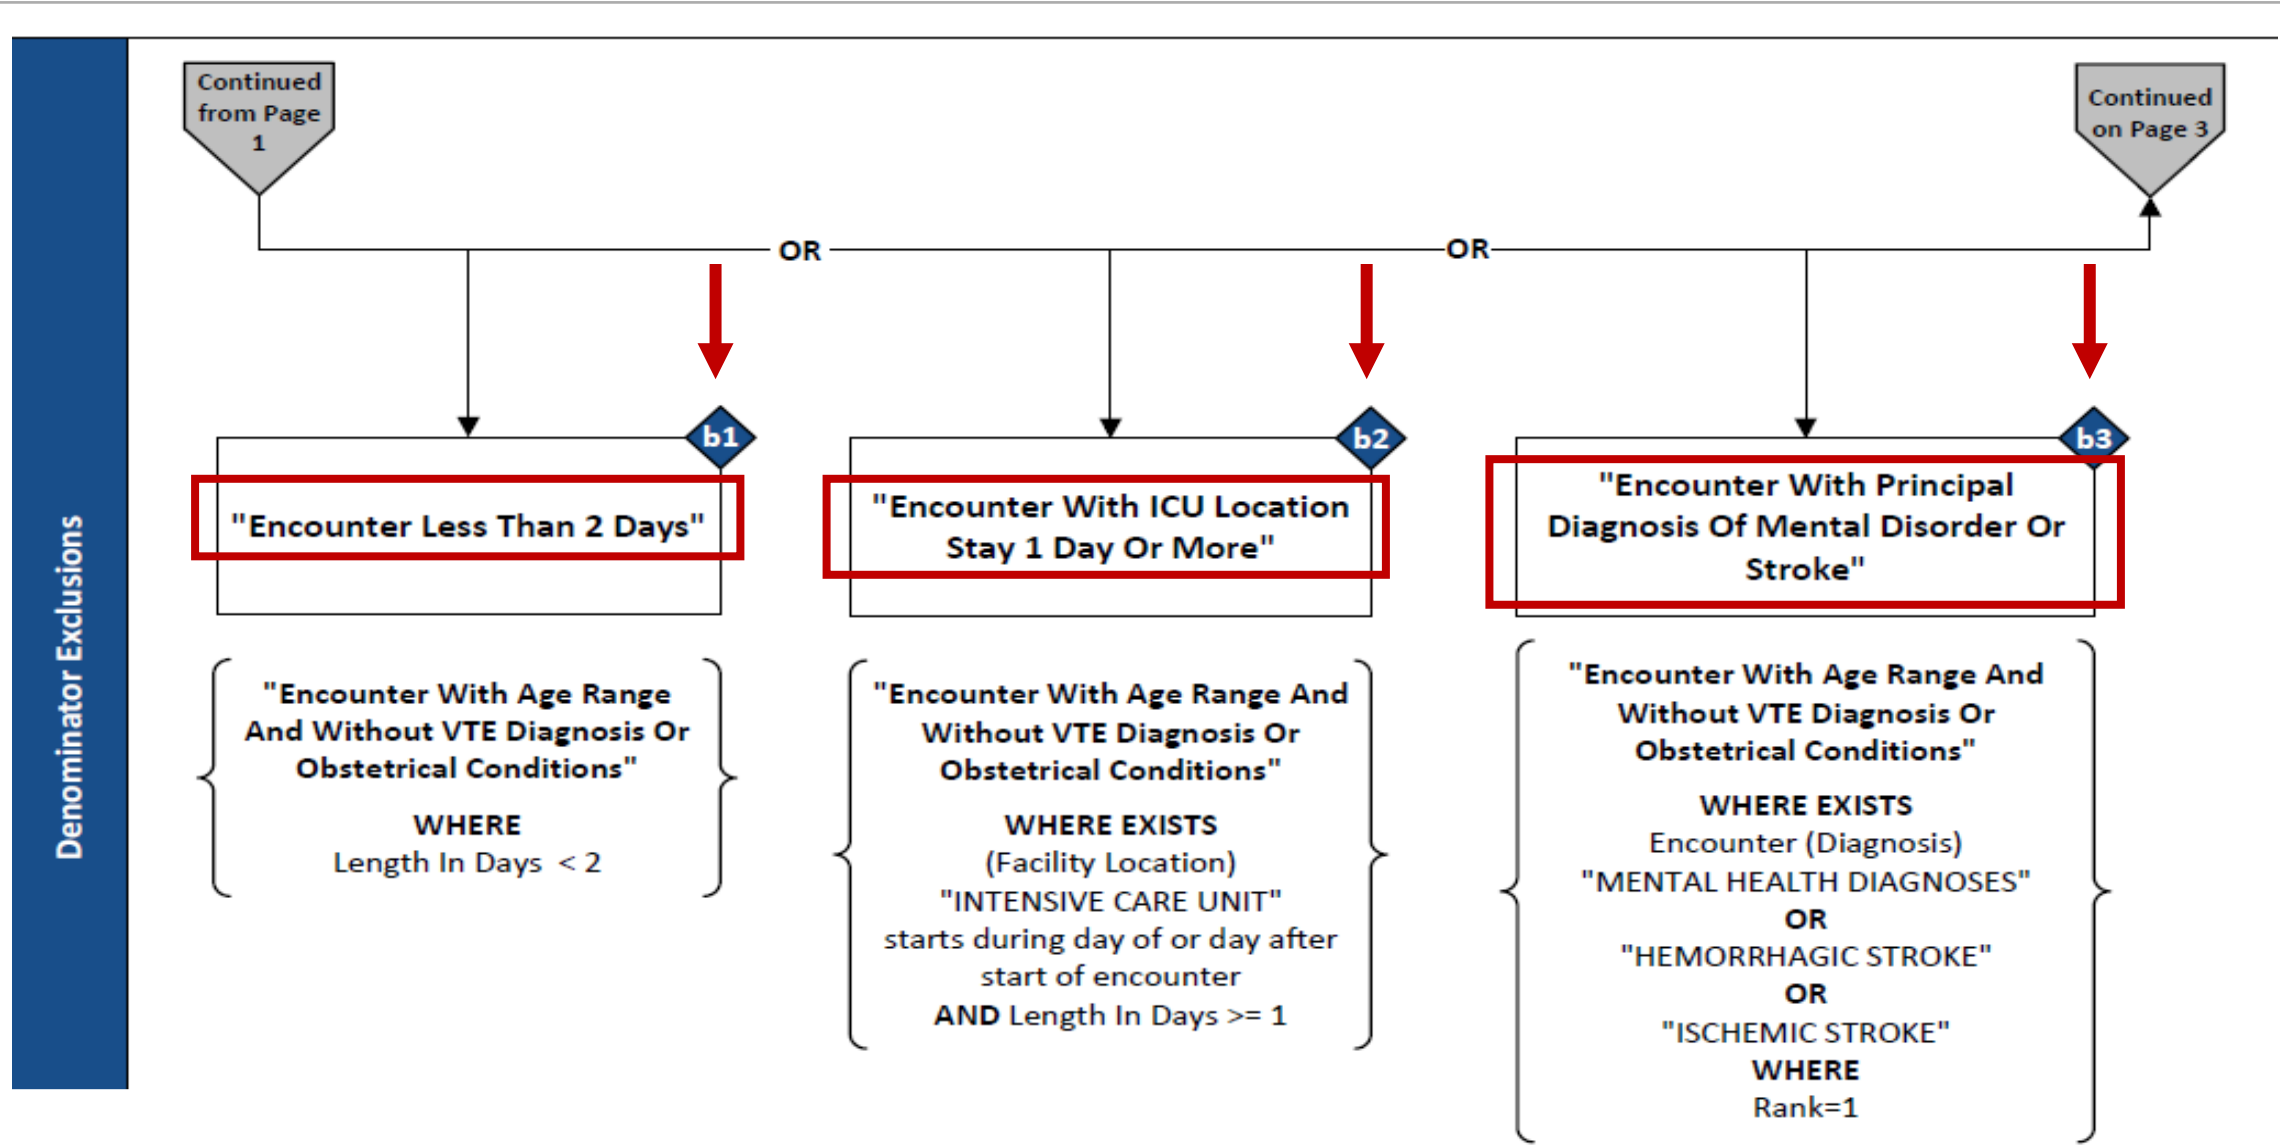 Denominator Exclusions
Continued
from Page
1
Continued
on Page 3
OR
OR
b1
"Encounter Less Than 2 Days"
"Encounter With Age Range
And Without VTE Diagnosis Or
Obstetrical Conditions"
WHERE
Length In Days < 2
b2
"Encounter With ICU Location
Stay 1 Day Or More"
"Encounter With Age Range And
Without VTE Diagnosis Or
Obstetrical Conditions"
WHERE EXISTS
(Facility Location)
"INTENSIVE CARE UNIT"
starts during day of or day after
start of encounter
AND Length In Days >= 1
b3
"Encounter With Principal
Diagnosis Of Mental Disorder Or
Stroke"
"Encounter With Age Range And
Without VTE Diagnosis Or
Obstetrical Conditions"
WHERE EXISTS
Encounter (Diagnosis)
"MENTAL HEALTH DIAGNOSES"
OR
"HEMORRHAGIC STROKE"
OR
"ISCHEMIC STROKE"
WHERE
Rank=1